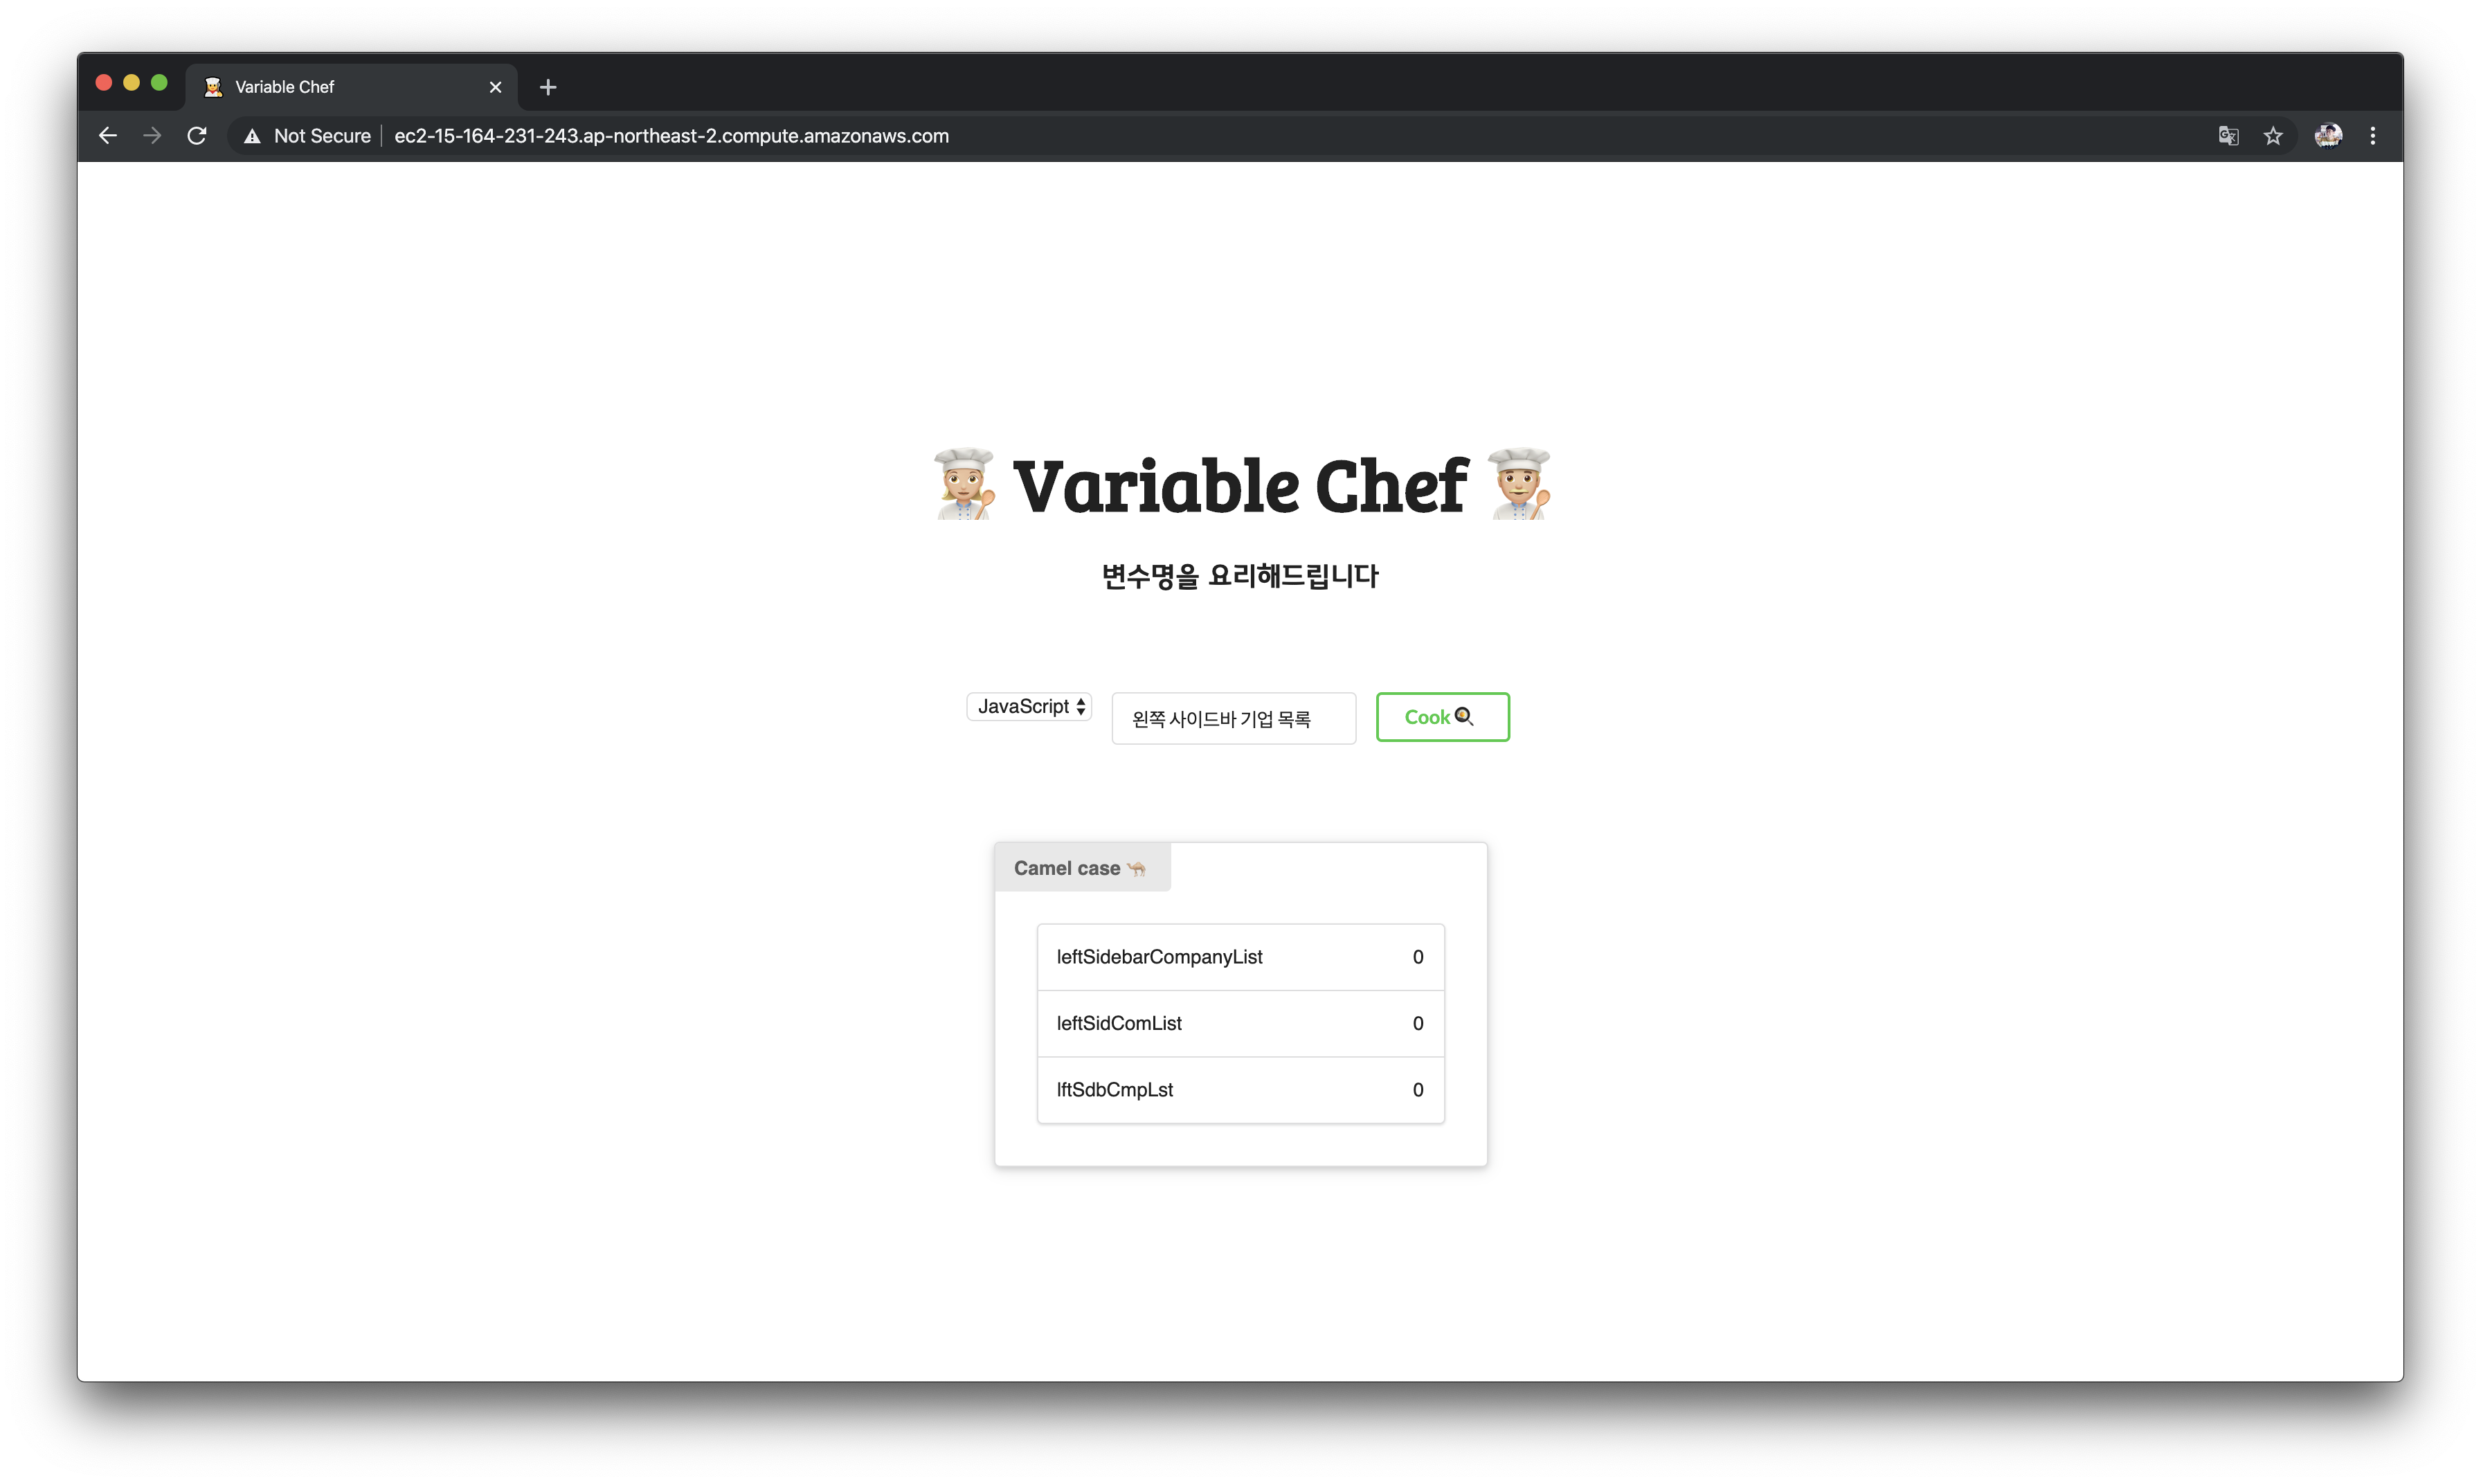 Variable Chef
Not Secure
ec2-15-164-231-243.ap-northeast-2.compute.amazonaws.com
Variable Chef
변수명을 요리해드립니다
JavaScript
왼쪽 사이드바 기업 목록
Cook
Camel case
leftSidebarCompanyList 0
leftSidComList 0
lftSdbCmpLst 0